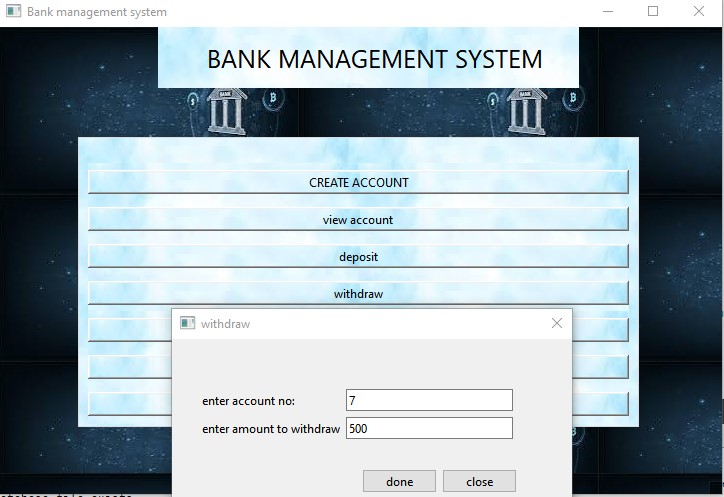 Bank management system
BANK MANAGEMENT SYSTEM
BANK
BANK
CREATE ACCOUNT
view account
deposit
withdraw
withdraw
enter account no:
7
enter amount to withdraw
500
done
close